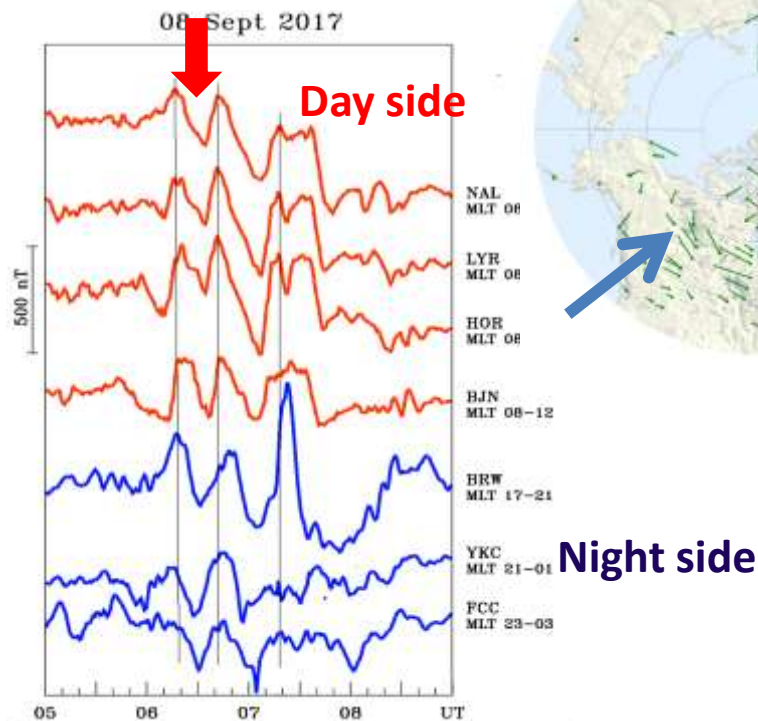 08 Sept 2017
Day side
NAL
MLT 08
LYR
MLT 08
500 nT
HOR
MLT 08
BJN
MLT 08-12
BRW
MLT 17-21
YKC
MLT 21-01
Night side
FCC
MLT 23-03
05 06 07 08 UT